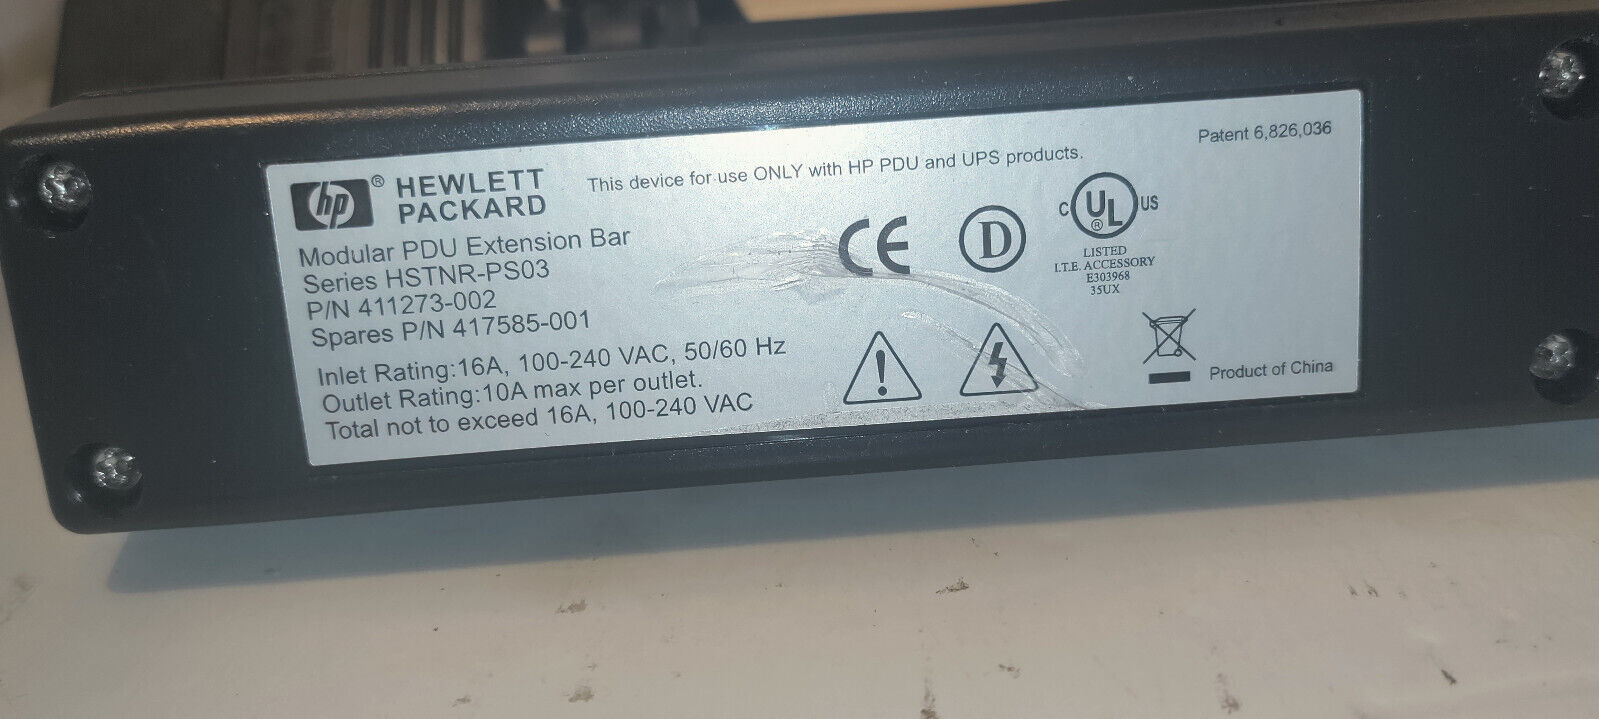 hp® HEWLETT
PACKARD
This device for use ONLY with HP PDU and UPS products.
Patent 6,826,036
Modular PDU Extension Bar
Series HSTNR-PS03
P/N 411273-002
Spares P/N 417585-001
Inlet Rating:16A, 100-240 VAC, 50/60 Hz
Outlet Rating:10A max per outlet.
Total not to exceed 16A, 100-240 VAC
CE
D
C UL® US
LISTED
I.T.E. ACCESSORY
E303968
35UX
Product of China